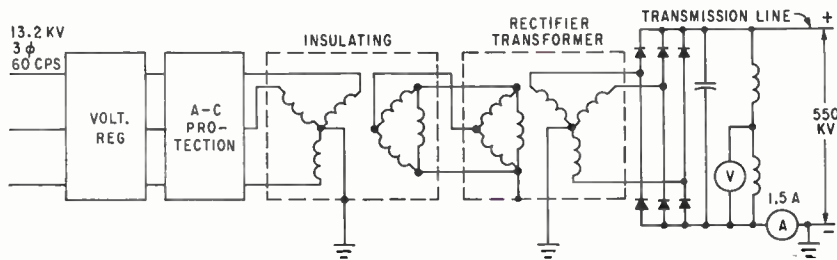 13.2 KV
3 φ
60 CPS
VOLT.
REG
A-C
PRO-
TECTION
INSULATING
RECTIFIER
TRANSFORMER
TRANSMISSION LINE
+
550
KV
V
1.5 A
A
−